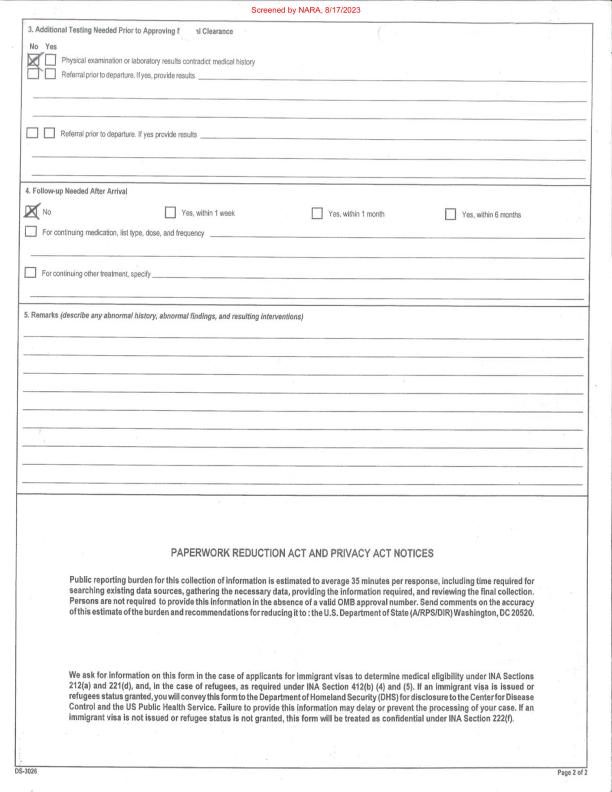 Screened by NARA, 8/17/2023
3. Additional Testing Needed Prior to Approving l Clearance
No Yes
Physical examination or laboratory results contradict medical history
Referral prior to departure. If yes, provide results
Referral prior to departure. If yes provide results
4. Follow-up Needed After Arrival
No Yes, within 1 week Yes, within 1 month Yes, within 6 months
For continuing medication, list type, dose, and frequency
For continuing other treatment, specify
5. Remarks (describe any abnormal history, abnormal findings, and resulting interventions)
PAPERWORK REDUCTION ACT AND PRIVACY ACT NOTICES
Public reporting burden for this collection of information is estimated to average 35 minutes per response, including time required for
searching existing data sources, gathering the necessary data, providing the information required, and reviewing the final collection.
Persons are not required to provide this information in the absence of a valid OMB approval number. Send comments on the accuracy
of this estimate of the burden and recommendations for reducing it to : the U.S. Department of State (A/RPS/DIR) Washington, DC 20520.
We ask for information on this form in the case of applicants for immigrant visas to determine medical eligibility under INA Sections
212(a) and 221(d), and, in the case of refugees, as required under INA Section 412(b) (4) and (5). If an immigrant visa is issued or
refugees status granted, you will convey this form to the Department of Homeland Security (DHS) for disclosure to the Center for Disease
Control and the US Public Health Service. Failure to provide this information may delay or prevent the processing of your case. If an
immigrant visa is not issued or refugee status is not granted, this form will be treated as confidential under INA Section 222(f).
DS-3026 Page 2 of 2